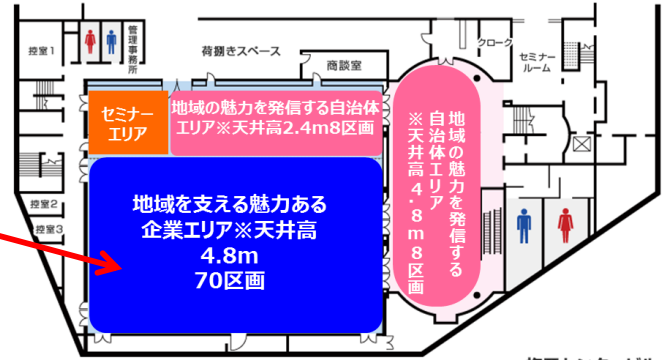 控室1
管理事務所
荷捌きスペース
商談室
クローク
セミナー
ルーム
セミナー
エリア
地域の魅力を発信する自治体
エリア※天井高2.4m8区画
地域の魅力を発信する
自治体エリア
※天井高4.8m8区画
地域を支える魅力ある
企業エリア※天井高
4.8m
70区画
控室2
控室3